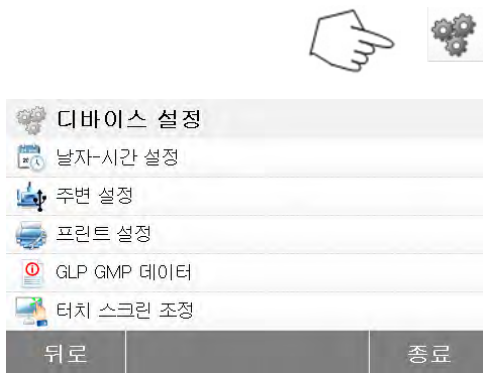 디바이스 설정
날자-시간 설정
주변 설정
프린트 설정
GLP GMP 데이터
터치 스크린 조정
뒤로 종료